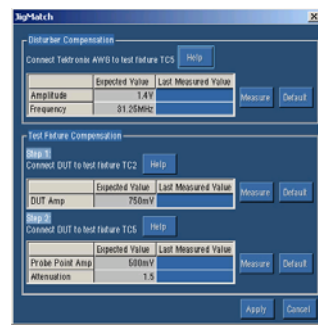 JigMatch
Disturber Compensation
Connect Tektronix AWG to test fixture TC5 Help
Expected Value Last Measured Value
Amplitude 1.4V Measure Default
Frequency 31.25MHz
Test Fixture Compensation
Step 1:
Connect DUT to test fixture TC2 Help
Expected Value Last Measured Value
DUT Amp 750mV Measure Default
Step 2:
Connect DUT to test fixture TC5 Help
Expected Value Last Measured Value
Probe Point Amp 500mV Measure Default
Attenuation 1.5
Apply Cancel